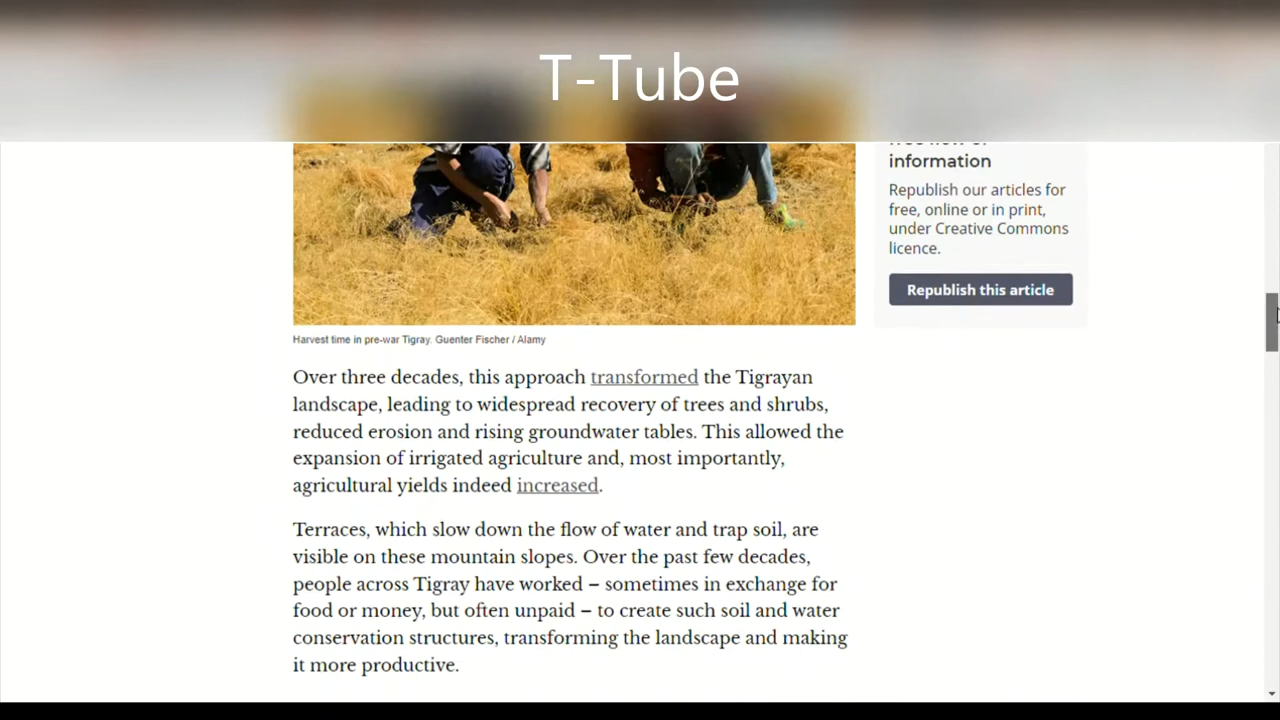 T-Tube
information
Republish our articles for
free, online or in print,
under Creative Commons
licence.
Republish this article
Harvest time in pre-war Tigray. Guenter Fischer / Alamy
Over three decades, this approach transformed the Tigrayan
landscape, leading to widespread recovery of trees and shrubs,
reduced erosion and rising groundwater tables. This allowed the
expansion of irrigated agriculture and, most importantly,
agricultural yields indeed increased.
Terraces, which slow down the flow of water and trap soil, are
visible on these mountain slopes. Over the past few decades,
people across Tigray have worked – sometimes in exchange for
food or money, but often unpaid – to create such soil and water
conservation structures, transforming the landscape and making
it more productive.